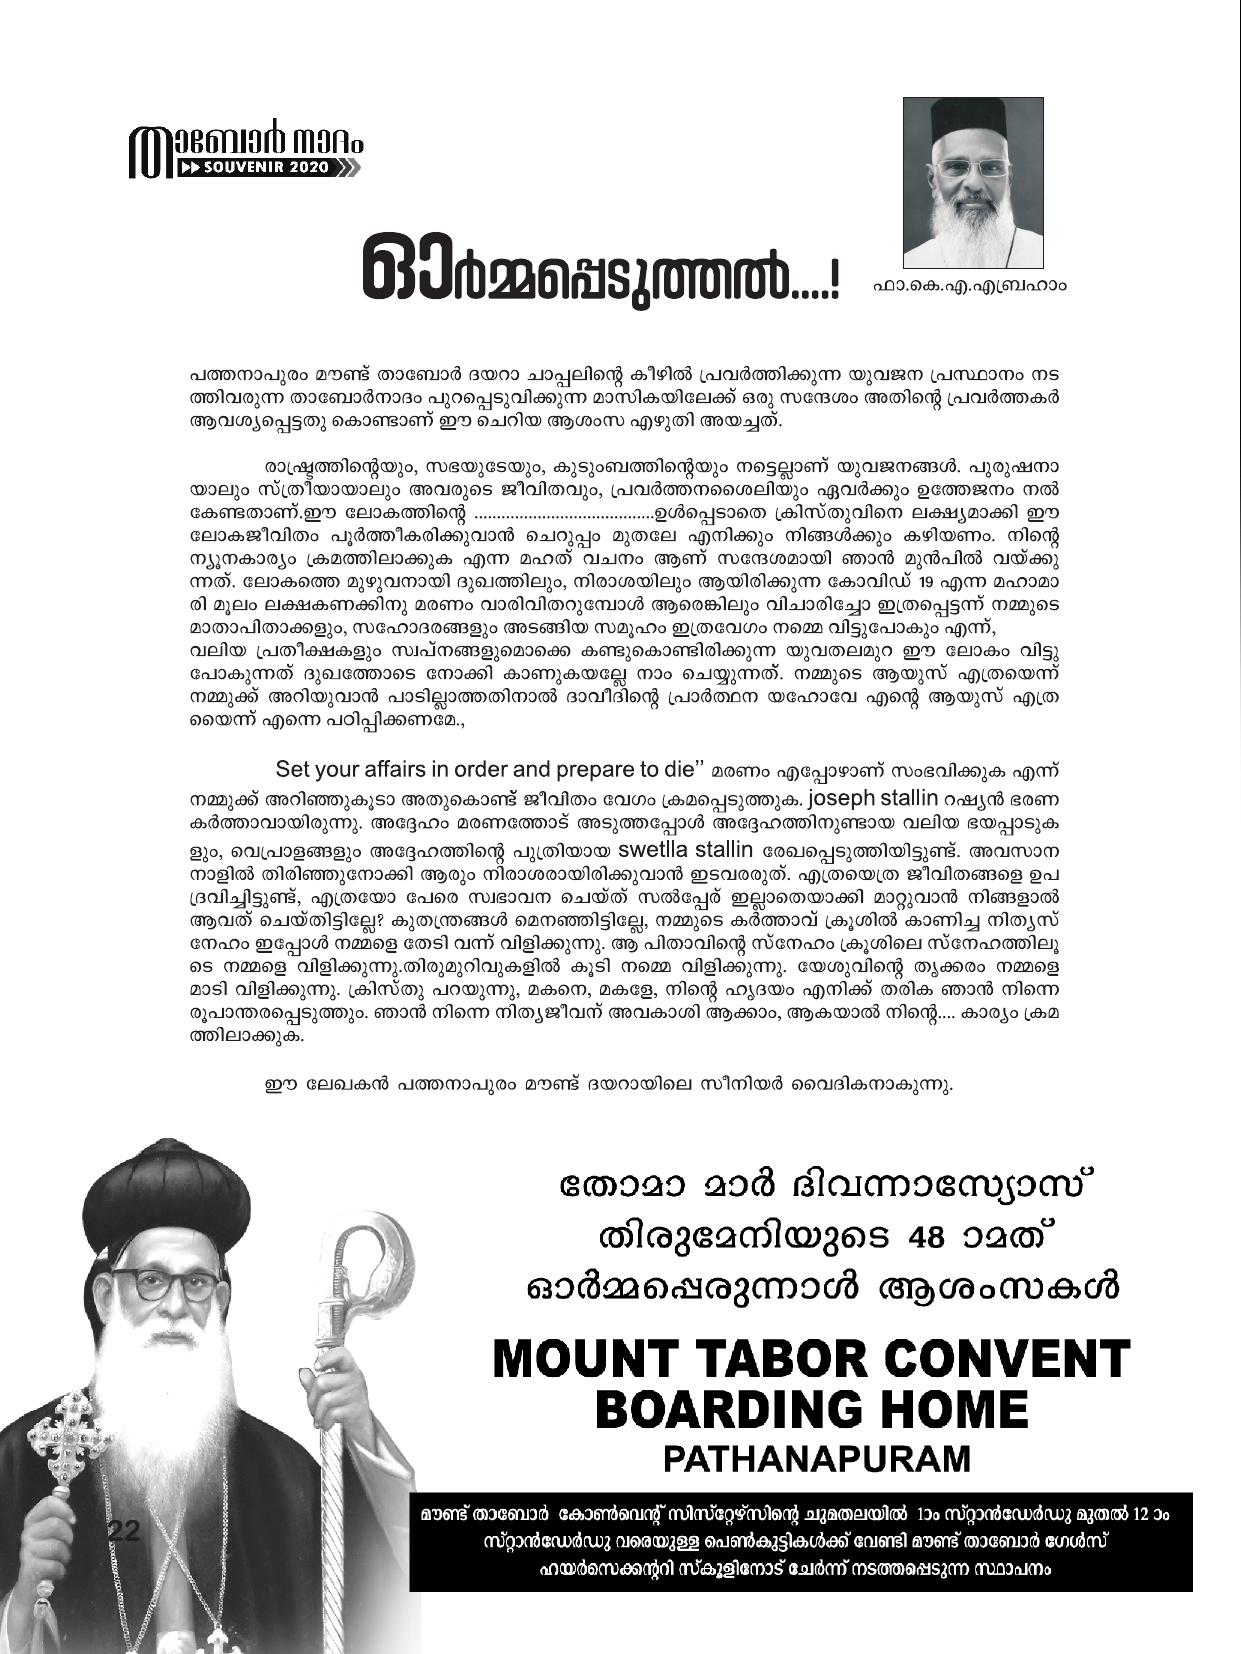 താബോർ നാദം
SOUVENIR 2020
ഓർമ്മപ്പെടുത്തൽ....!
ഫാ.കെ.എ.എബ്രഹാം
പത്തനാപുരം മൗണ്ട് താബോർ ദയറാ ചാപ്പലിന്റെ കീഴിൽ പ്രവർത്തിക്കുന്ന യുവജന പ്രസ്ഥാനം നട
ത്തിവരുന്ന താബോർനാദം പുറപ്പെടുവിക്കുന്ന മാസികയിലേക്ക് ഒരു സന്ദേശം അതിന്റെ പ്രവർത്തകർ
ആവശ്യപ്പെട്ടതു കൊണ്ടാണ് ഈ ചെറിയ ആശംസ എഴുതി അയച്ചത്.
രാഷ്ട്രത്തിന്റെയും, സഭയുടേയും, കുടുംബത്തിന്റെയും നട്ടെല്ലാണ് യുവജനങ്ങൾ. പുരുഷനാ
യാലും സ്ത്രീയായാലും അവരുടെ ജീവിതവും, പ്രവർത്തനശൈലിയും ഏവർക്കും ഉത്തേജനം നൽ
കേണ്ടതാണ്.ഈ ലോകത്തിന്റെ ........................................ഉൾപ്പെടാതെ ക്രിസ്തുവിനെ ലക്ഷ്യമാക്കി ഈ
ലോകജീവിതം പൂർത്തീകരിക്കുവാൻ ചെറുപ്പം മുതലേ എനിക്കും നിങ്ങൾക്കും കഴിയണം. നിന്റെ
ന്യൂനകാര്യം ക്രമത്തിലാക്കുക എന്ന മഹത് വചനം ആണ് സന്ദേശമായി ഞാൻ മുൻപിൽ വയ്ക്കു
ന്നത്. ലോകത്തെ മുഴുവനായി ദുഖത്തിലും, നിരാശയിലും ആയിരിക്കുന്ന കോവിഡ് 19 എന്ന മഹാമാ
രി മൂലം ലക്ഷകണക്കിനു മരണം വാരിവിതറുമ്പോൾ ആരെങ്കിലും വിചാരിച്ചോ ഇത്രപ്പെട്ടന്ന് നമ്മുടെ
മാതാപിതാക്കളും, സഹോദരങ്ങളും അടങ്ങിയ സമൂഹം ഇത്രവേഗം നമ്മെ വിട്ടുപോകും എന്ന്,
വലിയ പ്രതീക്ഷകളും സ്വപ്നങ്ങളുമൊക്കെ കണ്ടുകൊണ്ടിരിക്കുന്ന യുവതലമുറ ഈ ലോകം വിട്ടു
പോകുന്നത് ദുഖത്തോടെ നോക്കി കാണുകയല്ലേ നാം ചെയ്യുന്നത്. നമ്മുടെ ആയുസ് എത്രയെന്ന്
നമ്മുക്ക് അറിയുവാൻ പാടില്ലാത്തതിനാൽ ദാവീദിന്റെ പ്രാർത്ഥന യഹോവേ എന്റെ ആയുസ് എത്ര
യൈന്ന് എന്നെ പഠിപ്പിക്കണമേ.,
Set your affairs in order and prepare to die’’ മരണം എപ്പോഴാണ് സംഭവിക്കുക എന്ന്
നമ്മുക്ക് അറിഞ്ഞുകൂടാ അതുകൊണ്ട് ജീവിതം വേഗം ക്രമപ്പെടുത്തുക. joseph stallin റഷ്യൻ ഭരണ
കർത്താവായിരുന്നു. അദ്ദേഹം മരണത്തോട് അടുത്തപ്പോൾ അദ്ദേഹത്തിനുണ്ടായ വലിയ ഭയപ്പാടുക
ളും, വെപ്രാളങ്ങളും അദ്ദേഹത്തിന്റെ പുത്രിയായ swetlla stallin രേഖപ്പെടുത്തിയിട്ടുണ്ട്. അവസാന
നാളിൽ തിരിഞ്ഞുനോക്കി ആരും നിരാശരായിരിക്കുവാൻ ഇടവരരുത്. എത്രയെത്ര ജീവിതങ്ങളെ ഉപ
ദ്രവിച്ചിട്ടുണ്ട്, എത്രയോ പേരെ സ്വഭാവന ചെയ്ത് സൽപ്പേര് ഇല്ലാതെയാക്കി മാറ്റുവാൻ നിങ്ങളാൽ
ആവത് ചെയ്തിട്ടില്ലേ? കുതന്ത്രങ്ങൾ മെനഞ്ഞിട്ടില്ലേ, നമ്മുടെ കർത്താവ് ക്രൂശിൽ കാണിച്ച നിത്യസ്
നേഹം ഇപ്പോൾ നമ്മളെ തേടി വന്ന് വിളിക്കുന്നു. ആ പിതാവിന്റെ സ്നേഹം ക്രൂശിലെ സ്നേഹത്തിലൂ
ടെ നമ്മളെ വിളിക്കുന്നു.തിരുമുറിവുകളിൽ കൂടി നമ്മെ വിളിക്കുന്നു. യേശുവിന്റെ തൃക്കരം നമ്മളെ
മാടി വിളിക്കുന്നു. ക്രിസ്തു പറയുന്നു, മകനെ, മകളേ, നിന്റെ ഹൃദയം എനിക്ക് തരിക ഞാൻ നിന്നെ
രൂപാന്തരപ്പെടുത്തും. ഞാൻ നിന്നെ നിത്യജീവന് അവകാശി ആക്കാം, ആകയാൽ നിന്റെ.... കാര്യം ക്രമ
ത്തിലാക്കുക.
ഈ ലേഖകൻ പത്തനാപുരം മൗണ്ട് ദയറായിലെ സീനിയർ വൈദികനാകുന്നു.
തോമാ മാർ ദിവന്നാസ്യോസ്
തിരുമേനിയുടെ 48 ാമത്
ഓർമ്മപ്പെരുന്നാൾ ആശംസകൾ
MOUNT TABOR CONVENT
BOARDING HOME
PATHANAPURAM
മൗണ്ട് താബോർ കോൺവെന്റ് സിസ്റ്റേഴ്സിന്റെ ചുമതലയിൽ 1ാം സ്റ്റാൻഡേർഡു മുതൽ 12 ാം
സ്റ്റാൻഡേർഡു വരെയുള്ള പെൺകുട്ടികൾക്ക് വേണ്ടി മൗണ്ട് താബോർ ഗേൾസ്
ഹയർസെക്കന്ററി സ്കൂളിനോട് ചേർന്ന് നടത്തപ്പെടുന്ന സ്ഥാപനം
22